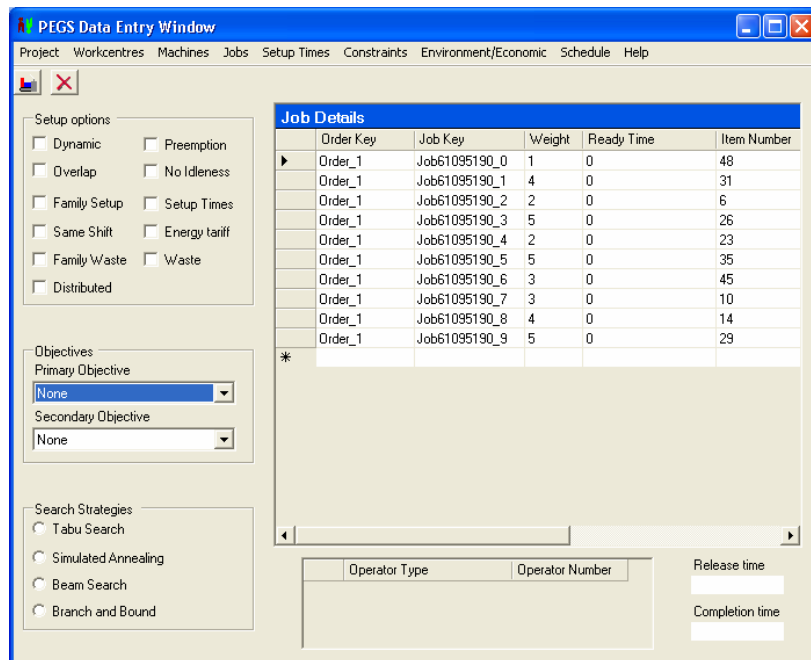 PEGS Data Entry Window
Project Workcentres Machines Jobs Setup Times Constraints Environment/Economic Schedule Help
Setup options
Dynamic Preemption
Overlap No Idleness
Family Setup Setup Times
Same Shift Energy tariff
Family Waste Waste
Distributed
Objectives
Primary Objective
None
Secondary Objective
None
Search Strategies
Tabu Search
Simulated Annealing
Beam Search
Branch and Bound
Job Details
Order Key Job Key Weight Ready Time Item Number
Order_1 Job61095190_0 1 0 48
Order_1 Job61095190_1 4 0 31
Order_1 Job61095190_2 2 0 6
Order_1 Job61095190_3 5 0 26
Order_1 Job61095190_4 2 0 23
Order_1 Job61095190_5 5 0 35
Order_1 Job61095190_6 3 0 45
Order_1 Job61095190_7 3 0 10
Order_1 Job61095190_8 4 0 14
Order_1 Job61095190_9 5 0 29
Operator Type Operator Number
Release time
Completion time